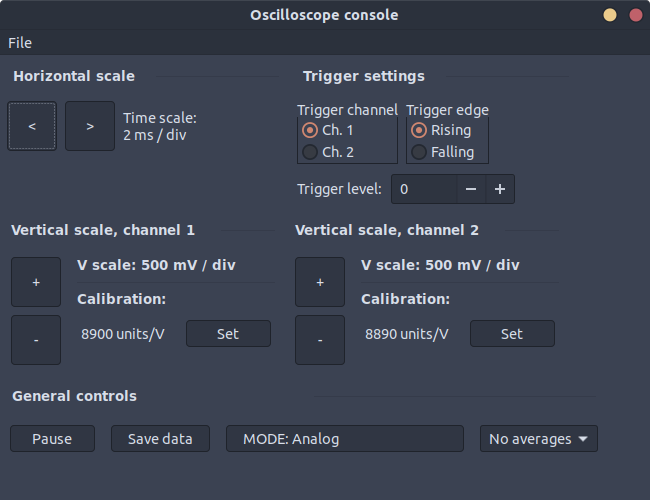 Oscilloscope console
File
Horizontal scale
Trigger settings
< > Time scale:
2 ms / div
Trigger channel Trigger edge
Ch. 1 Rising
Ch. 2 Falling
Trigger level: 0 − +
Vertical scale, channel 1
Vertical scale, channel 2
+ V scale: 500 mV / div
Calibration:
- 8900 units/V Set
+ V scale: 500 mV / div
Calibration:
- 8890 units/V Set
General controls
Pause Save data MODE: Analog No averages